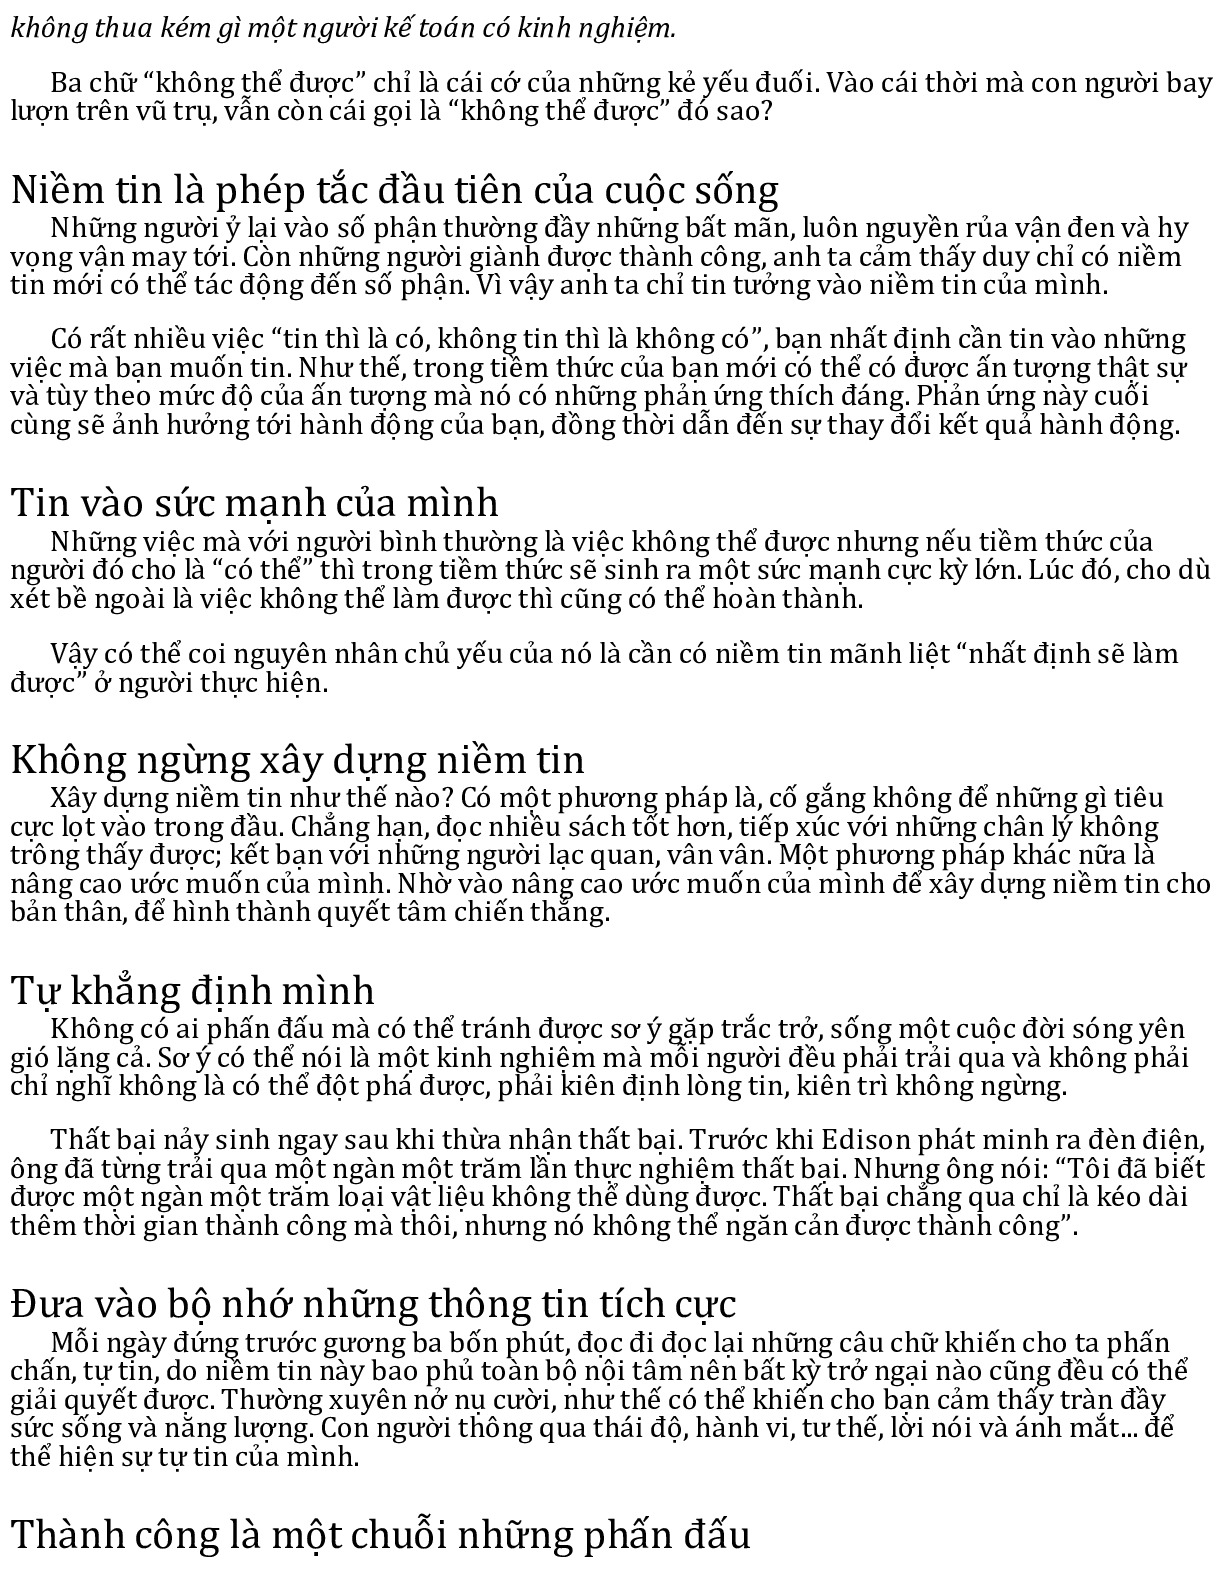 không thua kém gì một người kế toán có kinh nghiệm.
Ba chữ “không thể được” chỉ là cái cớ của những kẻ yếu đuối. Vào cái thời mà con người bay
lượn trên vũ trụ, vẫn còn cái gọi là “không thể được” đó sao?
Niềm tin là phép tắc đầu tiên của cuộc sống
Những người ỷ lại vào số phận thường đầy những bất mãn, luôn nguyền rủa vận đen và hy
vọng vận may tới. Còn những người giành được thành công, anh ta cảm thấy duy chỉ có niềm
tin mới có thể tác động đến số phận. Vì vậy anh ta chỉ tin tưởng vào niềm tin của mình.
Có rất nhiều việc “tin thì là có, không tin thì là không có”, bạn nhất định cần tin vào những
việc mà bạn muốn tin. Như thế, trong tiềm thức của bạn mới có thể có được ấn tượng thật sự
và tùy theo mức độ của ấn tượng mà nó có những phản ứng thích đáng. Phản ứng này cuối
cùng sẽ ảnh hưởng tới hành động của bạn, đồng thời dẫn đến sự thay đổi kết quả hành động.
Tin vào sức mạnh của mình
Những việc mà với người bình thường là việc không thể được nhưng nếu tiềm thức của
người đó cho là “có thể” thì trong tiềm thức sẽ sinh ra một sức mạnh cực kỳ lớn. Lúc đó, cho dù
xét bề ngoài là việc không thể làm được thì cũng có thể hoàn thành.
Vậy có thể coi nguyên nhân chủ yếu của nó là cần có niềm tin mãnh liệt “nhất định sẽ làm
được” ở người thực hiện.
Không ngừng xây dựng niềm tin
Xây dựng niềm tin như thế nào? Có một phương pháp là, cố gắng không để những gì tiêu
cực lọt vào trong đầu. Chẳng hạn, đọc nhiều sách tốt hơn, tiếp xúc với những chân lý không
trông thấy được; kết bạn với những người lạc quan, vân vân. Một phương pháp khác nữa là
nâng cao ước muốn của mình. Nhờ vào nâng cao ước muốn của mình để xây dựng niềm tin cho
bản thân, để hình thành quyết tâm chiến thắng.
Tự khẳng định mình
Không có ai phấn đấu mà có thể tránh được sơ ý gặp trắc trở, sống một cuộc đời sóng yên
gió lặng cả. Sơ ý có thể nói là một kinh nghiệm mà mỗi người đều phải trải qua và không phải
chỉ nghĩ không là có thể đột phá được, phải kiên định lòng tin, kiên trì không ngừng.
Thất bại nảy sinh ngay sau khi thừa nhận thất bại. Trước khi Edison phát minh ra đèn điện,
ông đã từng trải qua một ngàn một trăm lần thực nghiệm thất bại. Nhưng ông nói: “Tôi đã biết
được một ngàn một trăm loại vật liệu không thể dùng được. Thất bại chẳng qua chỉ là kéo dài
thêm thời gian thành công mà thôi, nhưng nó không thể ngăn cản được thành công”.
Đưa vào bộ nhớ những thông tin tích cực
Mỗi ngày đứng trước gương ba bốn phút, đọc đi đọc lại những câu chữ khiến cho ta phấn
chấn, tự tin, do niềm tin này bao phủ toàn bộ nội tâm nên bất kỳ trở ngại nào cũng đều có thể
giải quyết được. Thường xuyên nở nụ cười, như thế có thể khiến cho bạn cảm thấy tràn đầy
sức sống và năng lượng. Con người thông qua thái độ, hành vi, tư thế, lời nói và ánh mắt... để
thể hiện sự tự tin của mình.
Thành công là một chuỗi những phấn đấu